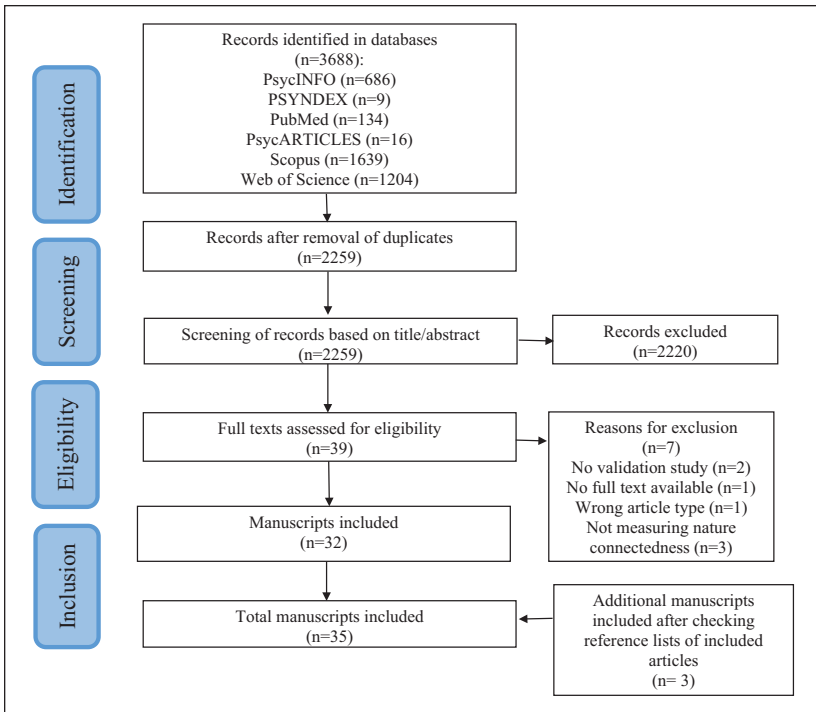 Identification
Records identified in databases
(n=3688):
PsycINFO (n=686)
PSYNDEX (n=9)
PubMed (n=134)
PsycARTICLES (n=16)
Scopus (n=1639)
Web of Science (n=1204)
Records after removal of duplicates
(n=2259)
Screening
Screening of records based on title/abstract
(n=2259)
Records excluded
(n=2220)
Eligibility
Full texts assessed for eligibility
(n=39)
Reasons for exclusion
(n=7)
No validation study (n=2)
No full text available (n=1)
Wrong article type (n=1)
Not measuring nature
connectedness (n=3)
Manuscripts included
(n=32)
Inclusion
Total manuscripts included
(n=35)
Additional manuscripts
included after checking
reference lists of included
articles
(n= 3)